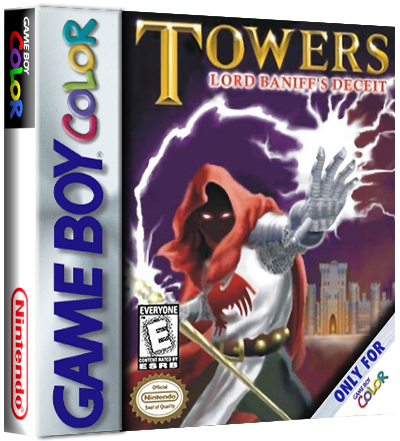 GAME BOY
COLOR
Nintendo
GAME BOY COLOR
TOWERS
LORD BANIFF'S DECEIT
EVERYONE
E
CONTENT RATED BY
ESRB
Official
Nintendo
Seal of Quality
ONLY FOR
GAME BOY
COLOR